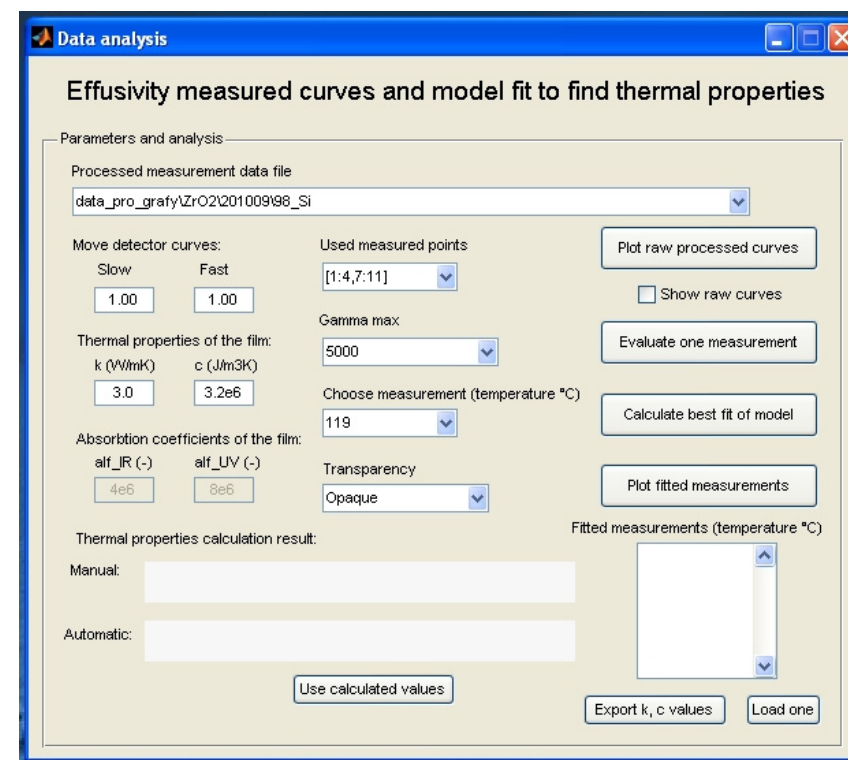 Data analysis
Effusivity measured curves and model fit to find thermal properties
Parameters and analysis
Processed measurement data file
data_pro_grafy\ZrO2\201009\98_Si
Move detector curves:
Slow Fast
1.00 1.00
Used measured points
[1:4,7:11]
Plot raw processed curves
Show raw curves
Thermal properties of the film:
k (W/mK) c (J/m3K)
3.0 3.2e6
Gamma max
5000
Evaluate one measurement
Choose measurement (temperature °C)
119
Calculate best fit of model
Absorbtion coefficients of the film:
alf_IR (-) alf_UV (-)
4e6 8e6
Transparency
Opaque
Plot fitted measurements
Thermal properties calculation result:
Manual:
Automatic:
Use calculated values
Fitted measurements (temperature °C)
Export k, c values
Load one